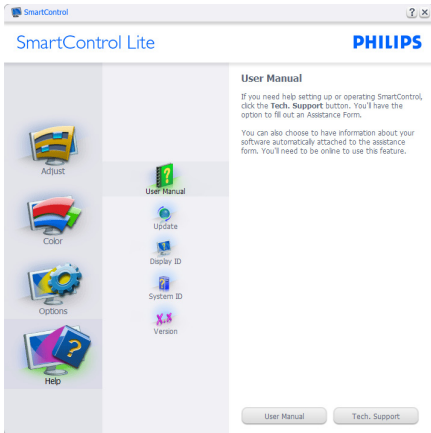 SmartControl
SmartControl Lite
PHILIPS
Adjust
Color
Options
Help
User Manual
Update
Display ID
System ID
X.X
Version
User Manual
If you need help setting up or operating SmartControl,
click the Tech. Support button. You'll have the
option to fill out an Assistance Form.
You can also choose to have information about your
software automatically attached to the assistance
form. You'll need to be online to use this feature.
User Manual
Tech. Support